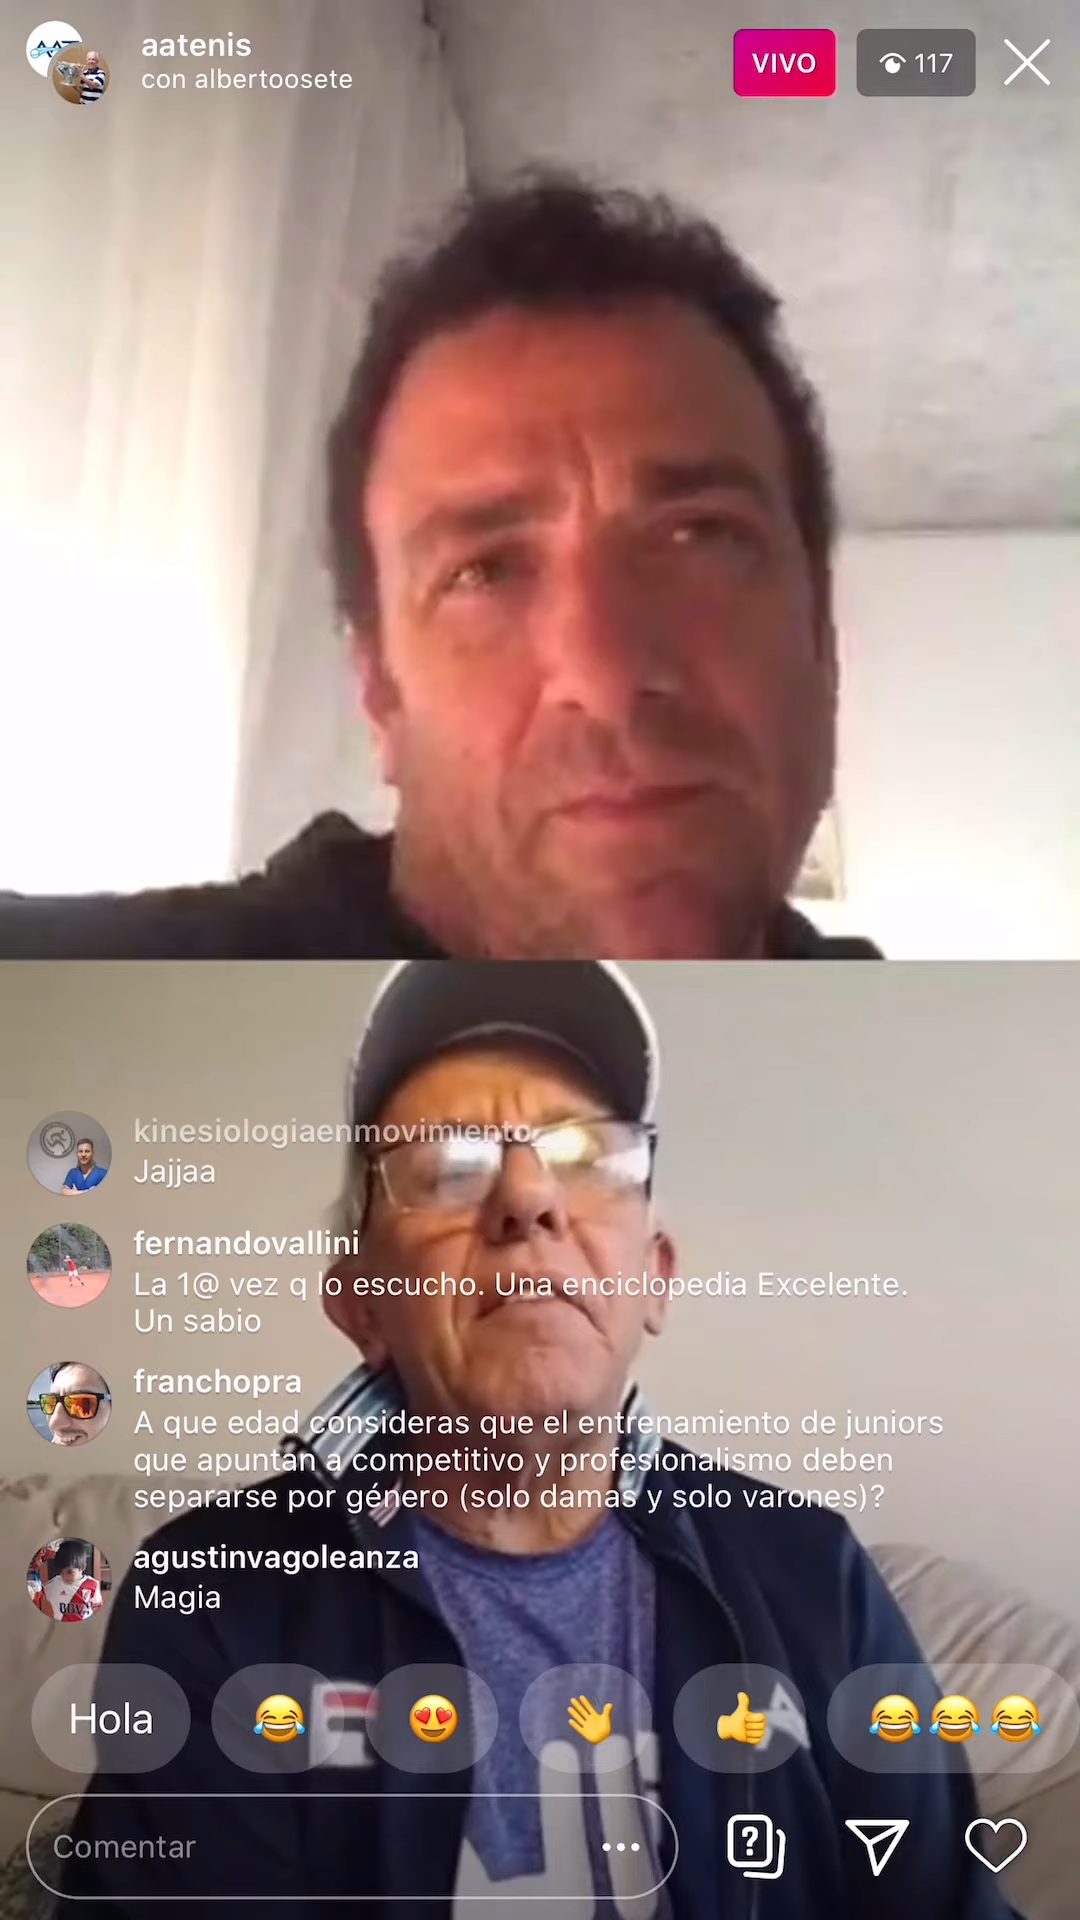 aatenis
con albertoosete
VIVO
117
kinesiologiaenmovimiento_
Jajjaa
fernandovallini
La 1@ vez q lo escucho. Una enciclopedia Excelente.
Un sabio
franchopra
A que edad consideras que el entrenamiento de juniors
que apuntan a competitivo y profesionalismo deben
separarse por género (solo damas y solo varones)?
agustinvagoleanza
Magia
Hola
Comentar